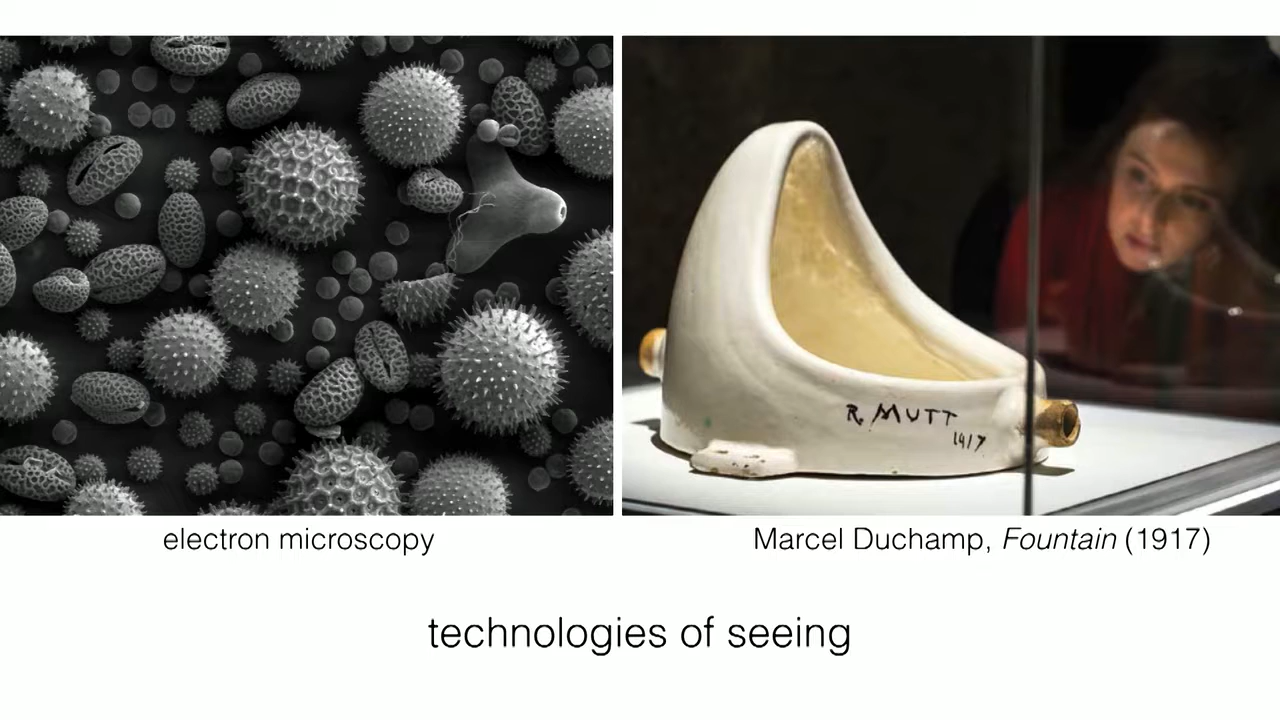 R. MUTT
1917
electron microscopy
Marcel Duchamp, Fountain (1917)
technologies of seeing